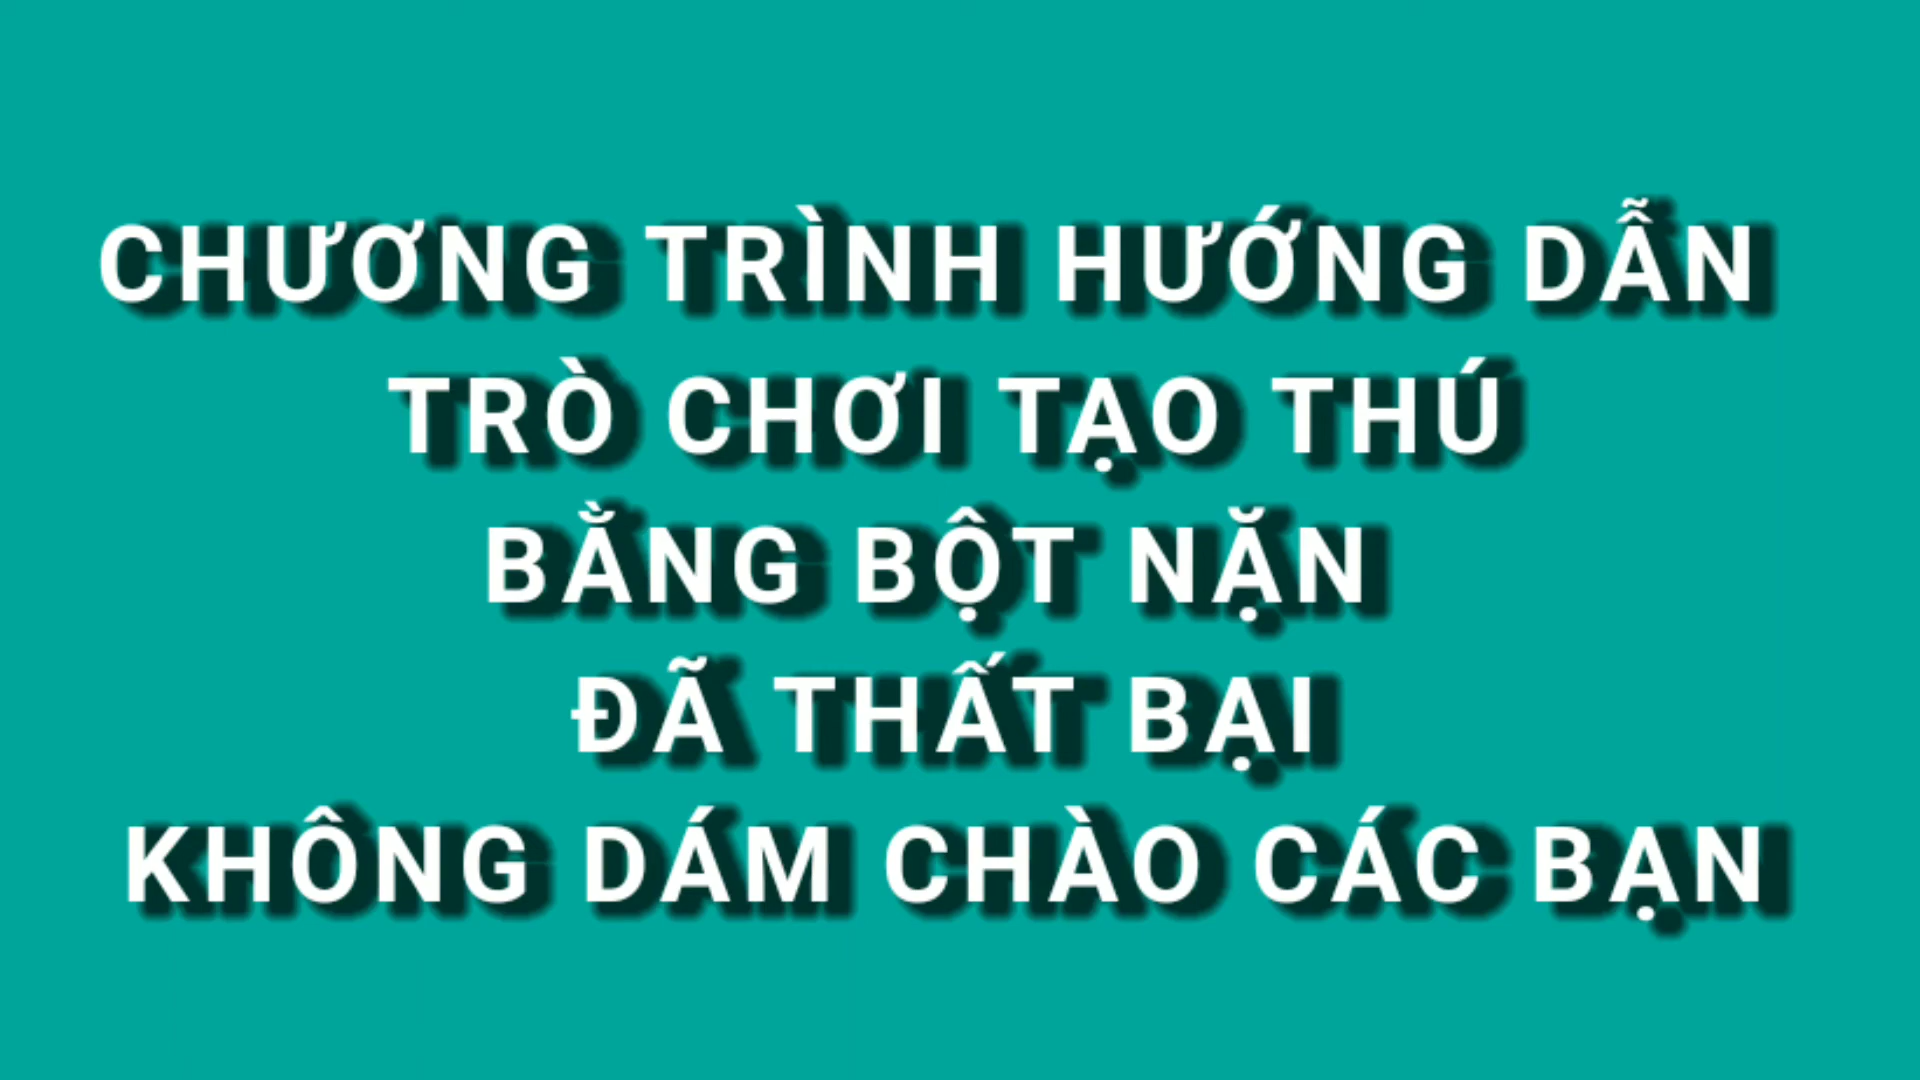 CHƯƠNG TRÌNH HƯỚNG DẪN
TRÒ CHƠI TẠO THÚ
BẰNG BỘT NẶN
ĐÃ THẤT BẠI
KHÔNG DÁM CHÀO CÁC BẠN